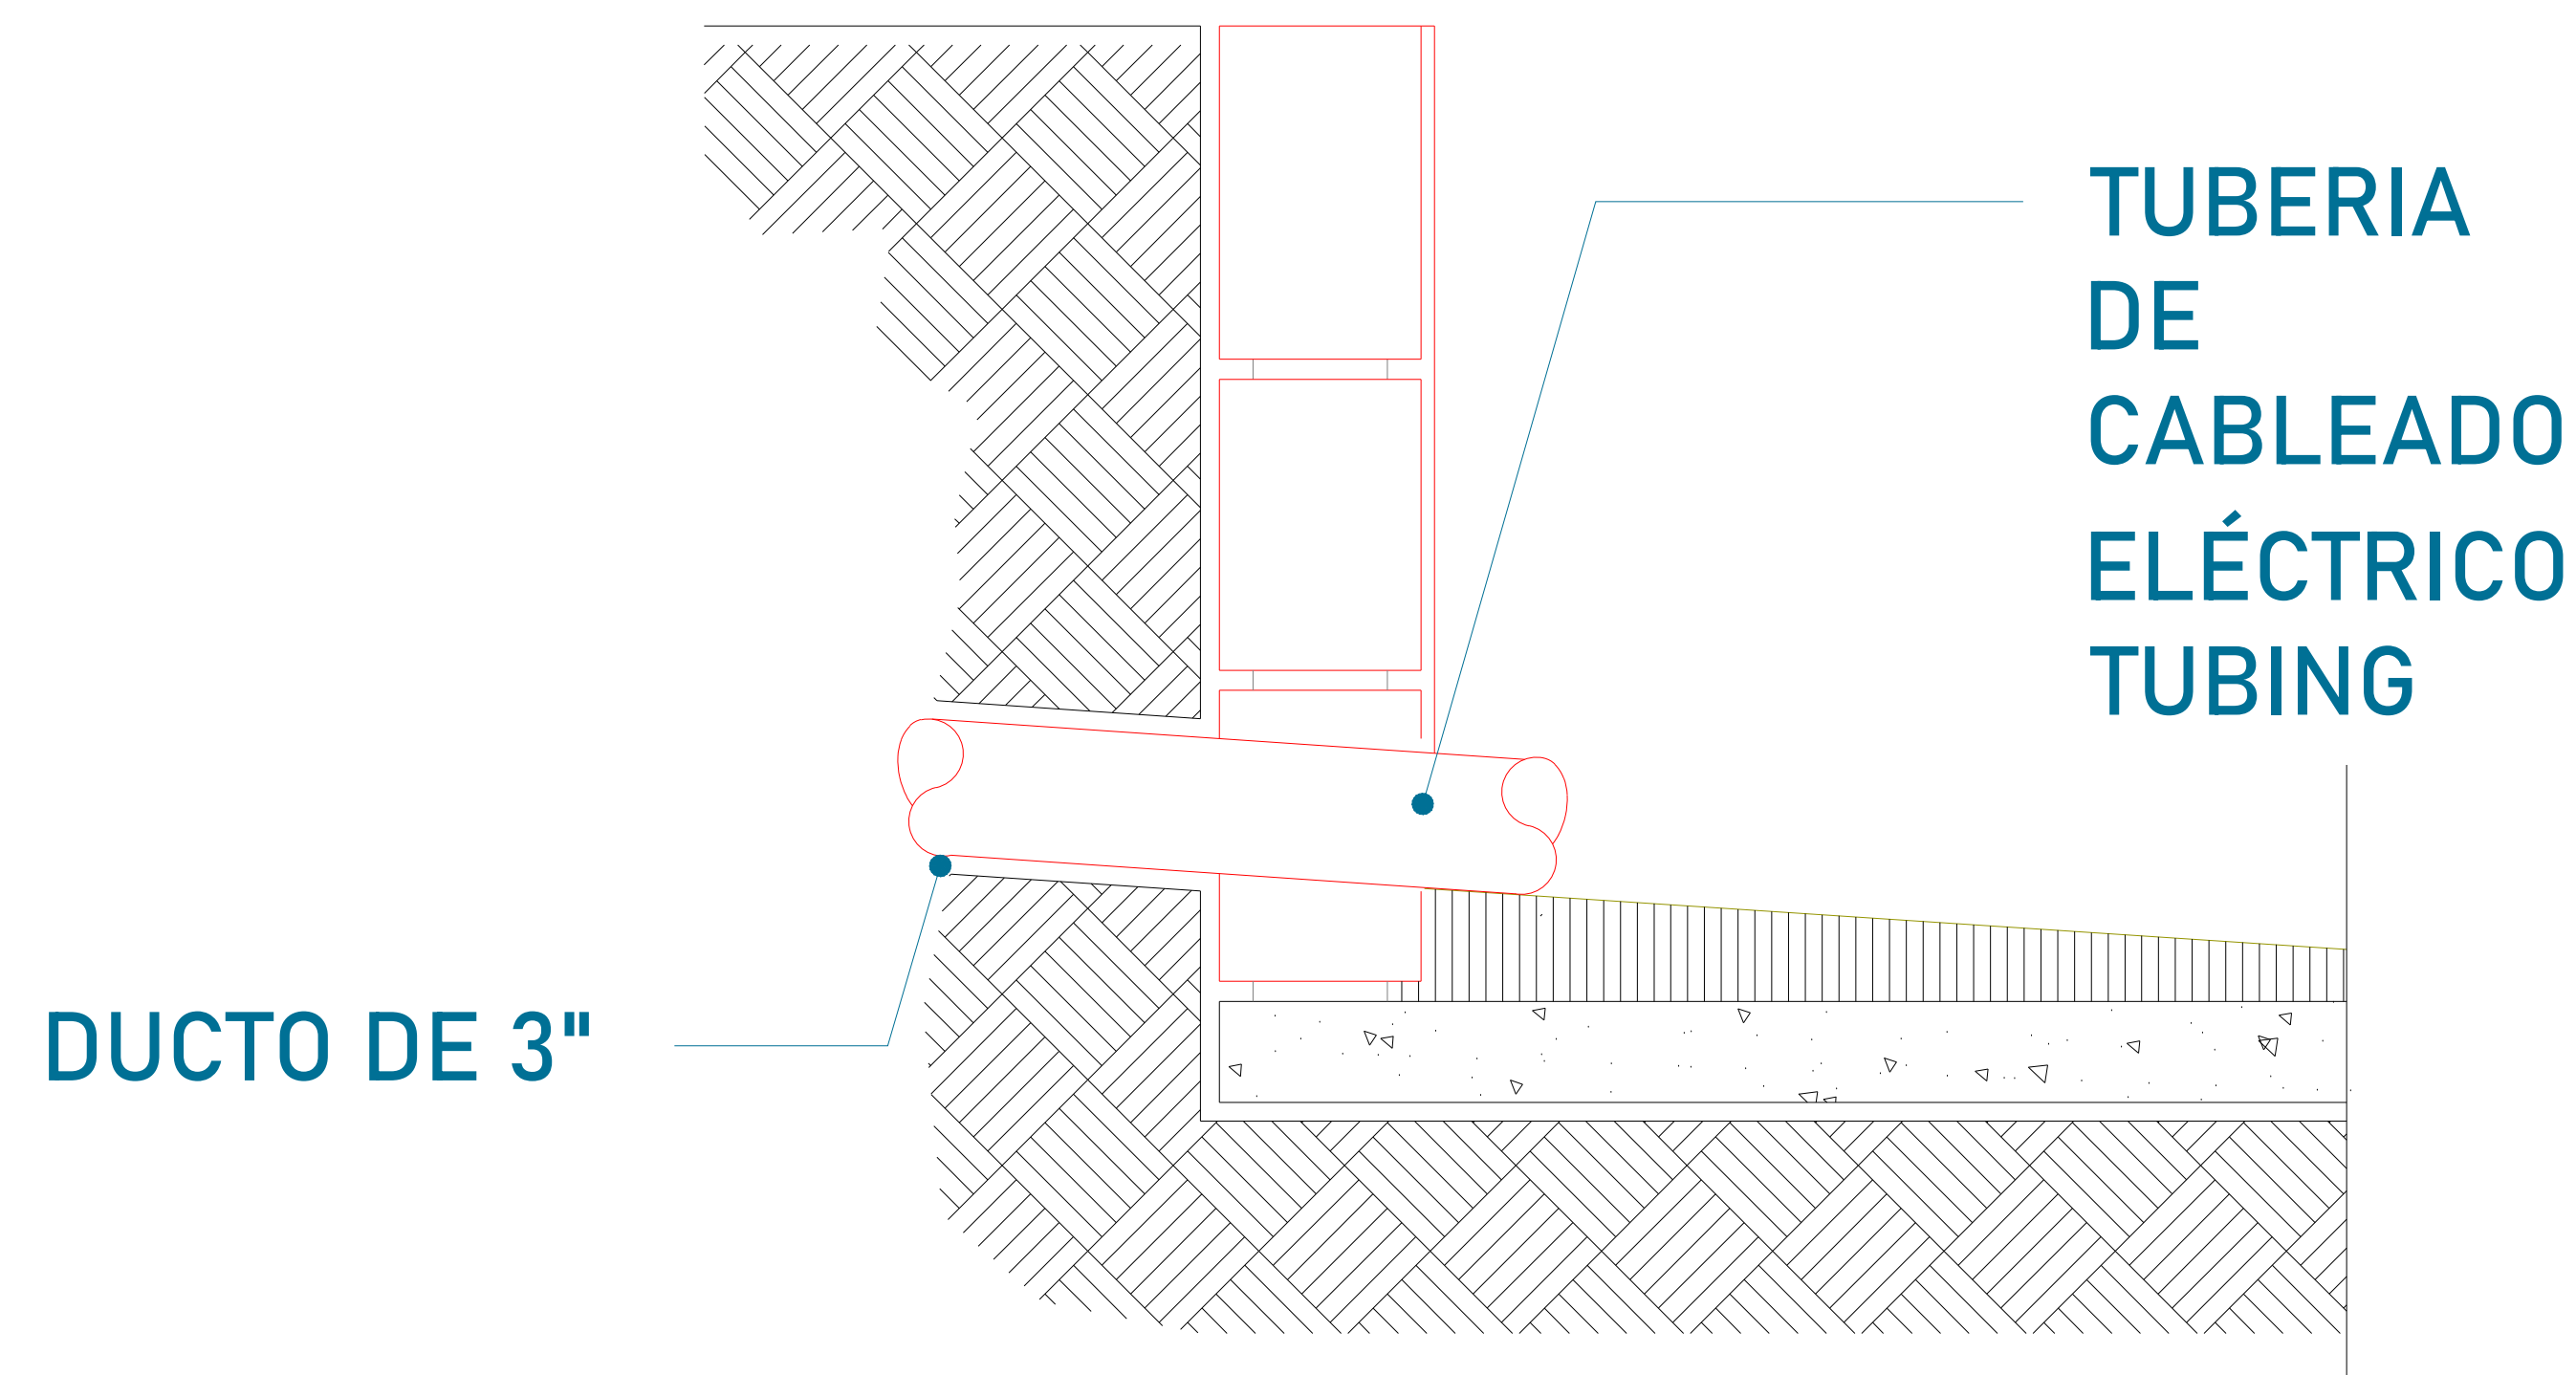 TUBERIA
DE
CABLEADO
ELÉCTRICO
TUBING
DUCTO DE 3"